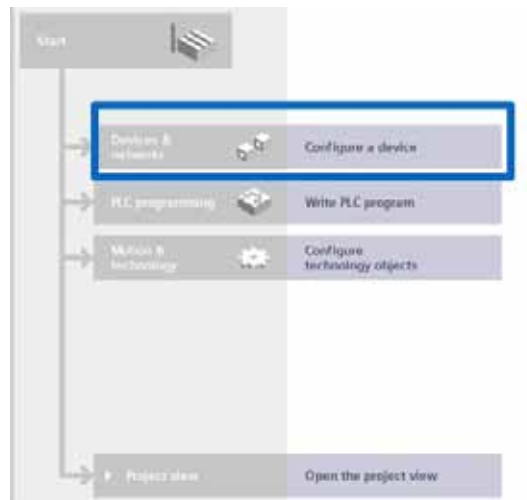 Start
Devices &
networks
Configure a device
PLC programming
Write PLC program
Motion &
technology
Configure
technology objects
Project view
Open the project view